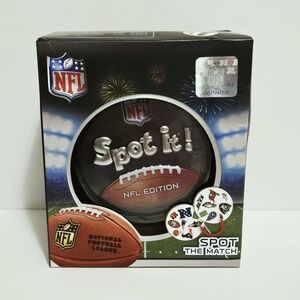 NFL
NFL
Spot it!
NFL EDITION
NFL
NATIONAL
FOOTBALL
LEAGUE
SPOT
THE MATCH